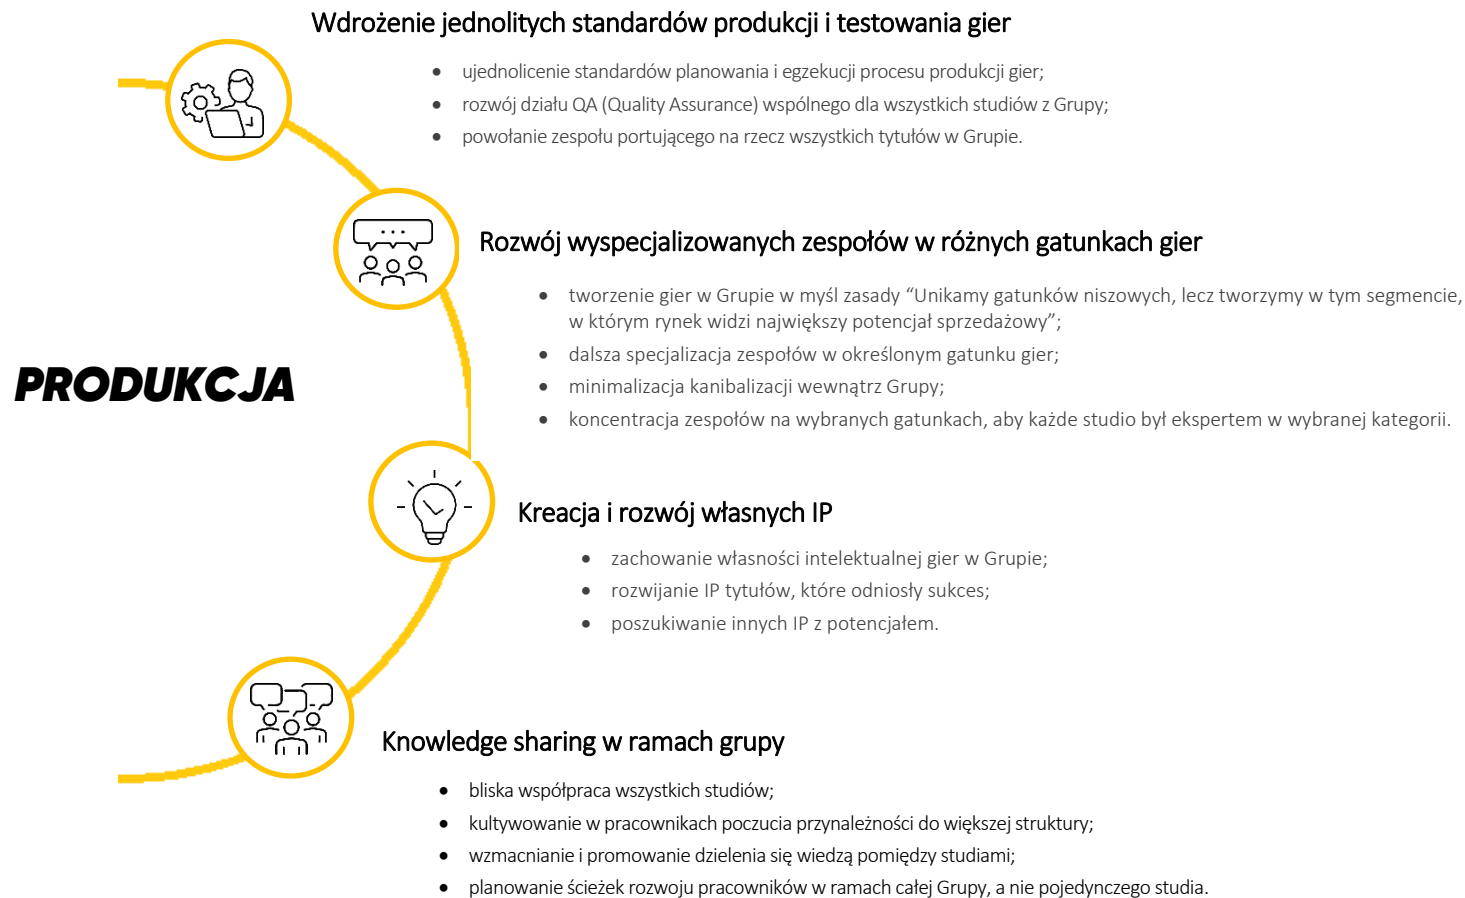 Wdrożenie jednolitych standardów produkcji i testowania gier
• ujednolicenie standardów planowania i egzekucji procesu produkcji gier;
• rozwój działu QA (Quality Assurance) wspólnego dla wszystkich studiów z Grupy;
• powołanie zespołu portującego na rzecz wszystkich tytułów w Grupie.
Rozwój wyspecjalizowanych zespołów w różnych gatunkach gier
• tworzenie gier w Grupie w myśl zasady “Unikamy gatunków niszowych, lecz tworzymy w tym segmencie,
w którym rynek widzi największy potencjał sprzedażowy”;
• dalsza specjalizacja zespołów w określonym gatunku gier;
• minimalizacja kanibalizacji wewnątrz Grupy;
• koncentracja zespołów na wybranych gatunkach, aby każde studio był ekspertem w wybranej kategorii.
PRODUKCJA
Kreacja i rozwój własnych IP
• zachowanie własności intelektualnej gier w Grupie;
• rozwijanie IP tytułów, które odniosły sukces;
• poszukiwanie innych IP z potencjałem.
Knowledge sharing w ramach grupy
• bliska współpraca wszystkich studiów;
• kultywowanie w pracownikach poczucia przynależności do większej struktury;
• wzmacnianie i promowanie dzielenia się wiedzą pomiędzy studiami;
• planowanie ścieżek rozwoju pracowników w ramach całej Grupy, a nie pojedynczego studia.